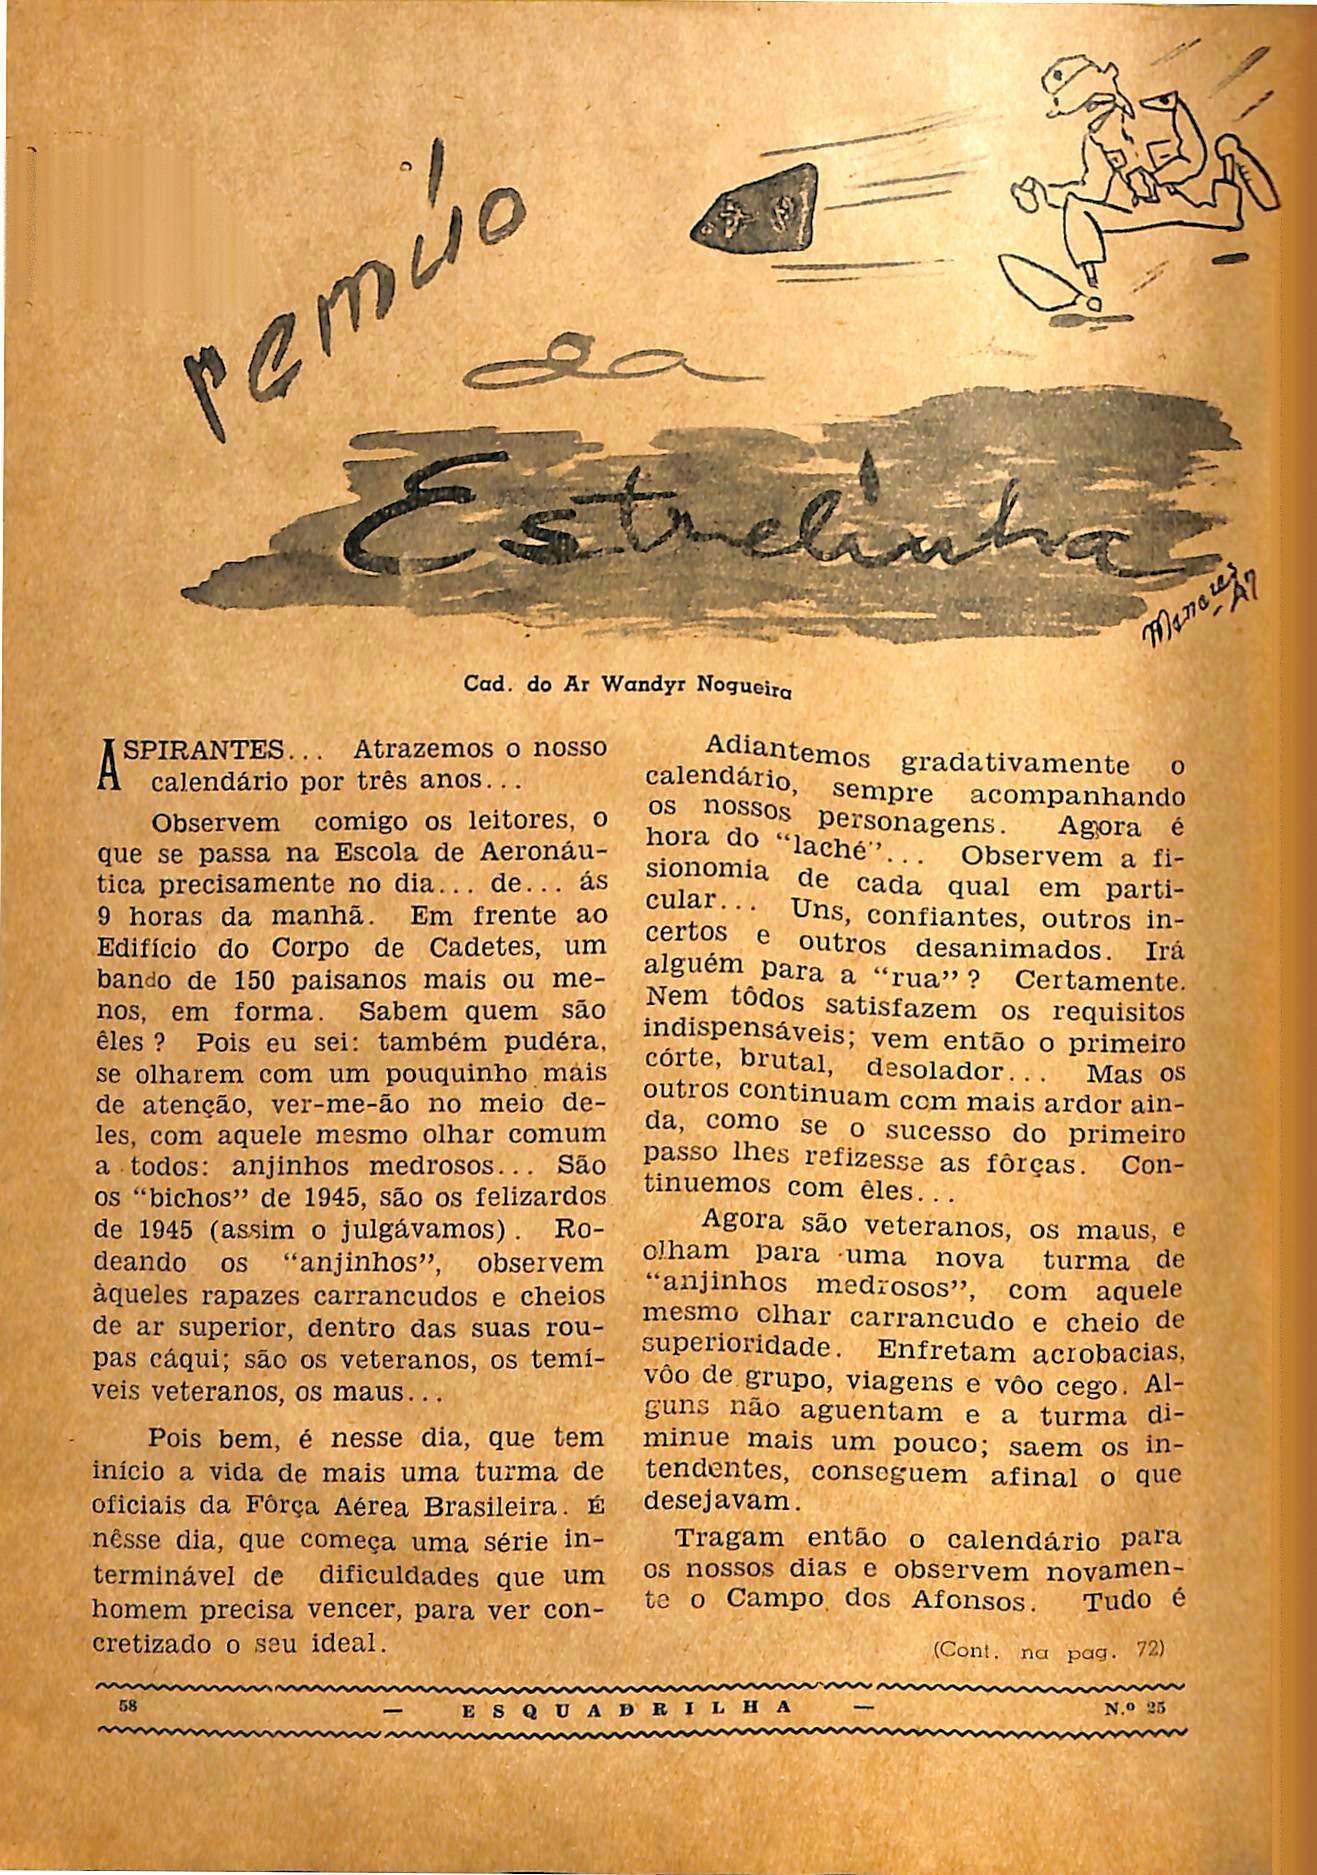 remúo
da
Estrelinha
Cad. do Ar Wandyr Nogueira
ASPIRANTES... Atrazemos o nosso
calendário por três anos...
Observem comigo os leitores, o
que se passa na Escola de Aeronáu-
tica precisamente no dia... de... ás
9 horas da manhã. Em frente ao
Edifício do Corpo de Cadetes, um
bando de 150 paisanos mais ou me-
nos, em forma. Sabem quem são
êles ? Pois eu sei: também pudéra,
se olharem com um pouquinho mais
de atenção, ver-me-ão no meio de-
les, com aquele mesmo olhar comum
a todos: anjinhos medrosos... São
os "bichos" de 1945, são os felizardos
de 1945 (assim o julgávamos). Ro-
deando os "anjinhos", observem
àqueles rapazes carrancudos e cheios
de ar superior, dentro das suas rou-
pas cáqui; são os veteranos, os temí-
veis veteranos, os maus...
Pois bem, é nesse dia, que tem
início a vida de mais uma turma de
oficiais da Fôrça Aérea Brasileira. É
nêsse dia, que começa uma série in-
terminável de dificuldades que um
homem precisa vencer, para ver con-
cretizado o seu ideal.
Adiantemos gradativamente o
calendário, sempre acompanhando
os nossos personagens. Agora é
hora do "laché"... Observem a fi-
sionomia de cada qual em parti-
cular... Uns, confiantes, outros in-
certos e outros desanimados. Irá
alguém para a "rua" ? Certamente.
Nem tôdos satisfazem os requisitos
indispensáveis; vem então o primeiro
córte, brutal, desolador... Mas os
outros continuam com mais ardor ain-
da, como se o sucesso do primeiro
passo lhes refizesse as fôrças. Con-
tinuemos com êles...
Agora são veteranos, os maus, e
olham para uma nova turma de
"anjinhos medrosos", com aquele
mesmo olhar carrancudo e cheio de
superioridade. Enfretam acrobacias,
vôo de grupo, viagens e vôo cego. Al-
guns não aguentam e a turma di-
minue mais um pouco; saem os in-
tendentes, conseguem afinal o que
desejavam.
Tragam então o calendário para
os nossos dias e observem novamen-
te o Campo dos Afonsos. Tudo é
(Cont. na pag. 72)
58 — ESQUADRILHA — N.º 25